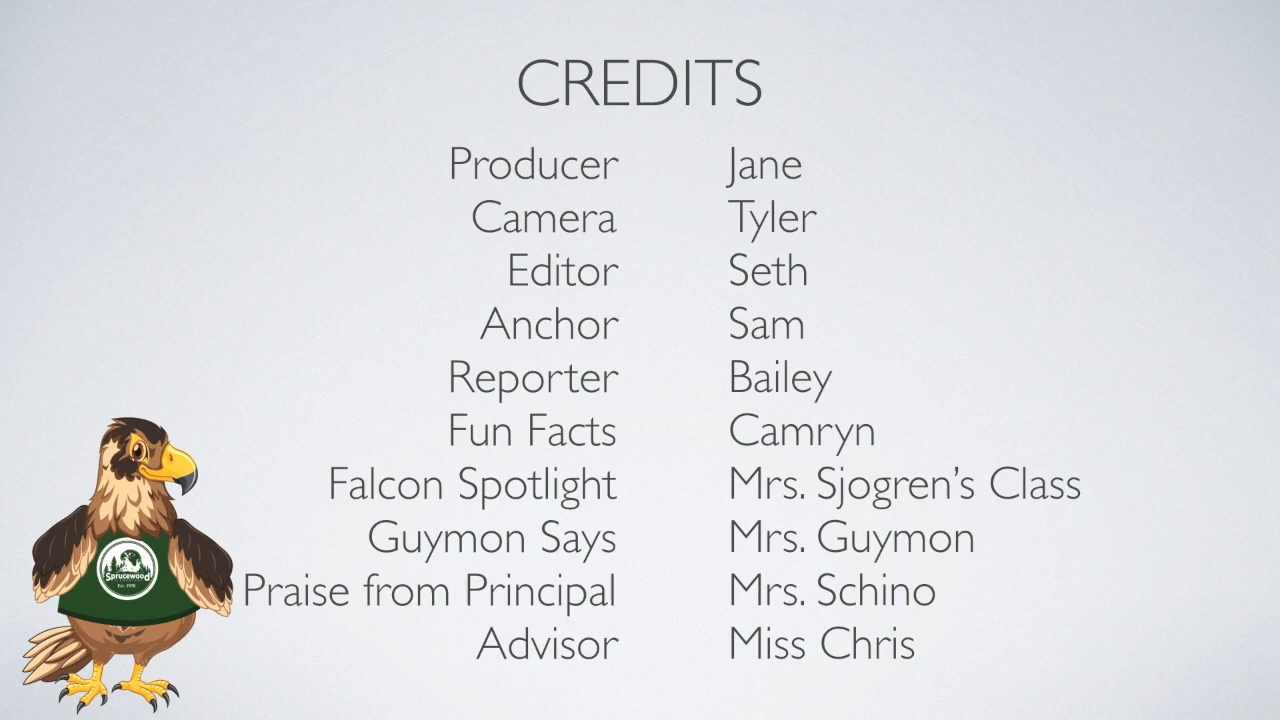 CREDITS
Producer Jane
Camera Tyler
Editor Seth
Anchor Sam
Reporter Bailey
Fun Facts Camryn
Falcon Spotlight Mrs. Sjogren’s Class
Guymon Says Mrs. Guymon
Praise from Principal Mrs. Schino
Advisor Miss Chris
Sprucewood